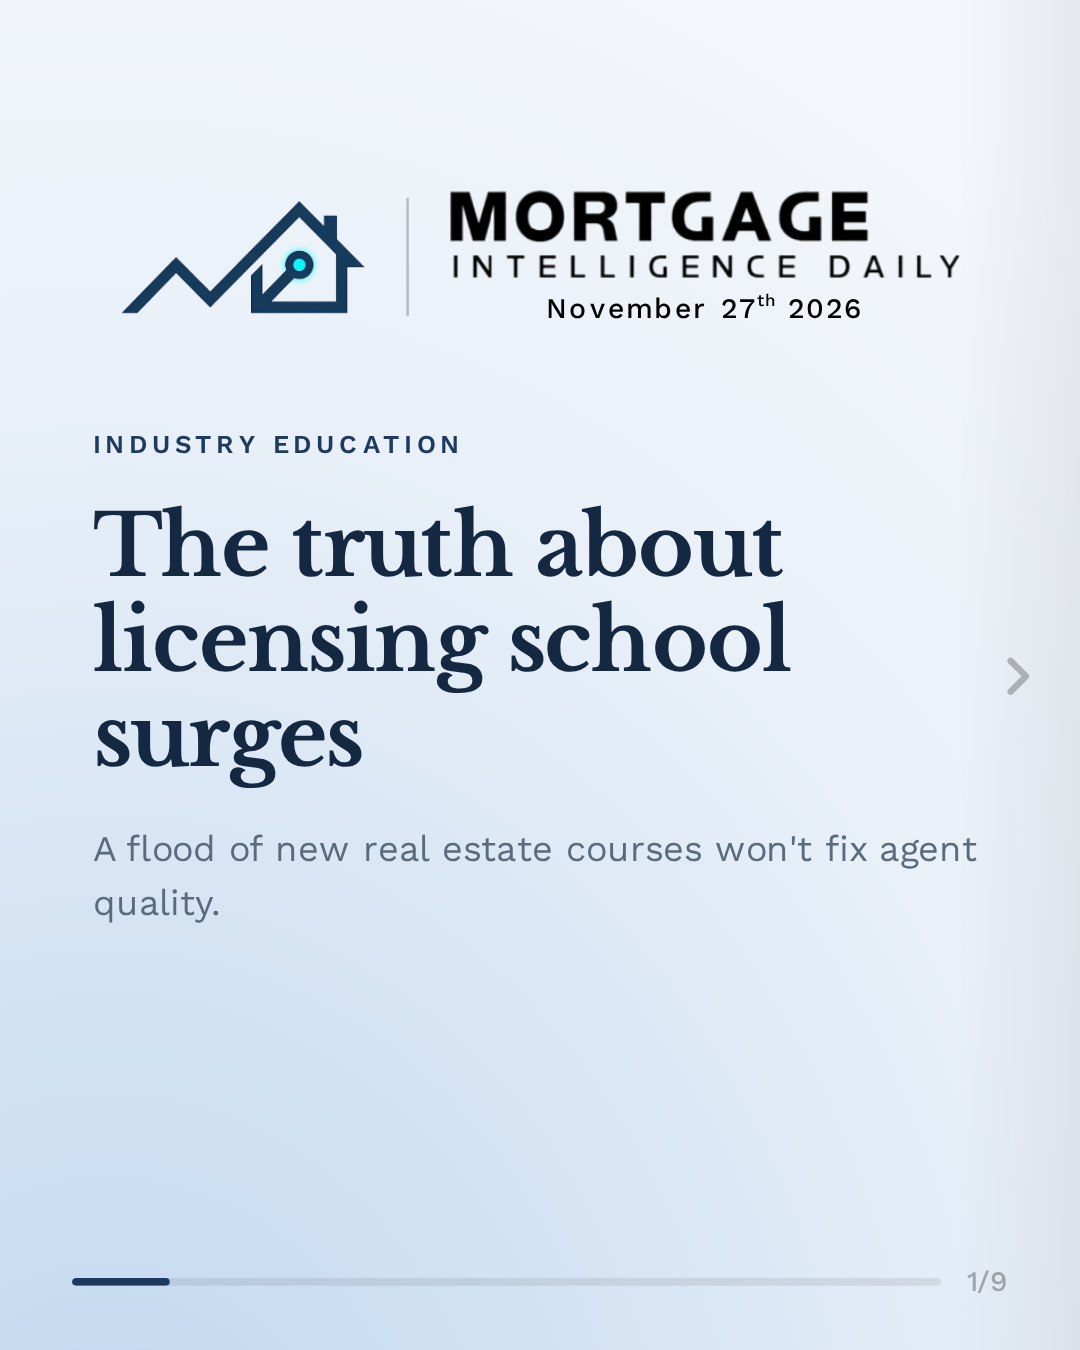 MORTGAGE
INTELLIGENCE DAILY
November 27th 2026
INDUSTRY EDUCATION
The truth about
licensing school
surges
A flood of new real estate courses won't fix agent
quality.
1/9